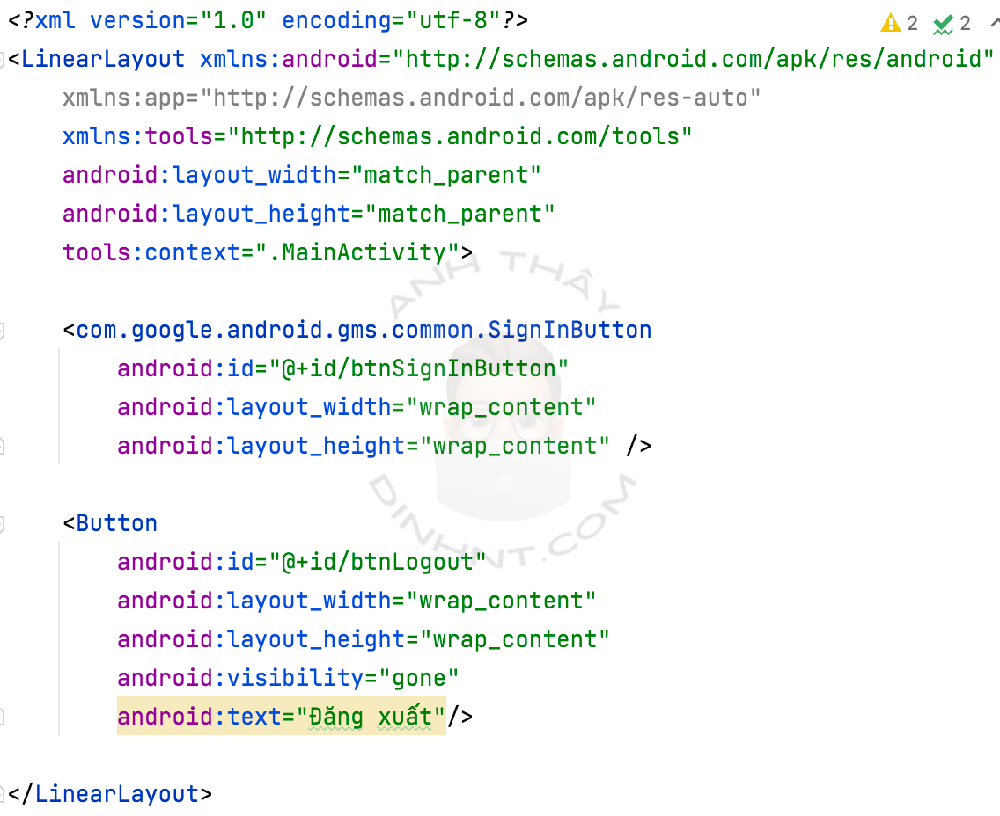 <?xml version="1.0" encoding="utf-8"?>
2 2
<LinearLayout xmlns:android="http://schemas.android.com/apk/res/android"
xmlns:app="http://schemas.android.com/apk/res-auto"
xmlns:tools="http://schemas.android.com/tools"
android:layout_width="match_parent"
android:layout_height="match_parent"
tools:context=".MainActivity">
ANH THẦY
<com.google.android.gms.common.SignInButton
android:id="@+id/btnSignInButton"
android:layout_width="wrap_content"
android:layout_height="wrap_content" />
DINHNT.COM
<Button
android:id="@+id/btnLogout"
android:layout_width="wrap_content"
android:layout_height="wrap_content"
android:visibility="gone"
android:text="Đăng xuất"/>
</LinearLayout>